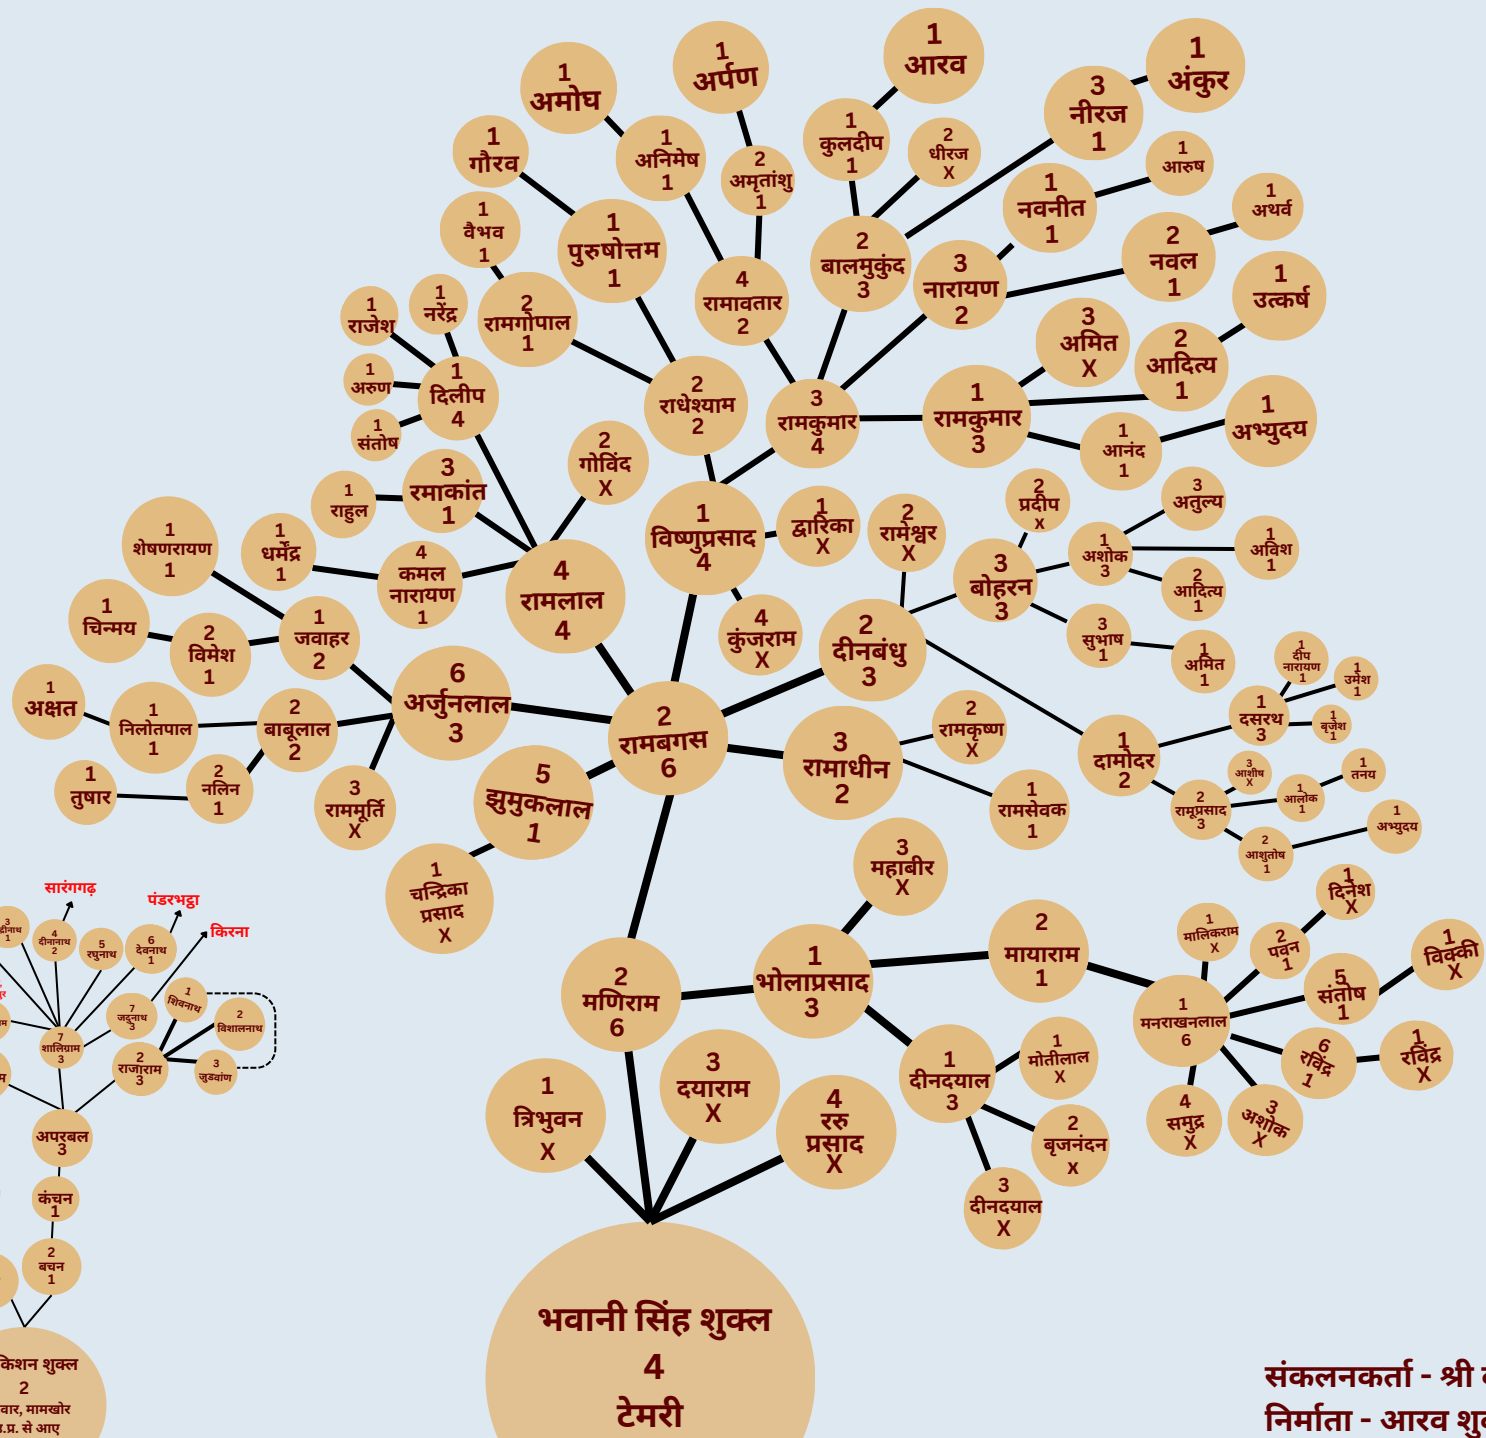 1
आरव
1
अर्पण
1
अंकुर
1
अमोघ
3
नीरज
1
1
कुलदीप
1
2
धीरज
X
1
गौरव
1
अनिमेष
1
2
अमृतांशु
1
1
आरुष
1
नवनीत
1
1
अथर्व
1
वैभव
1
1
पुरुषोत्तम
1
2
बालमुकुंद
3
3
नारायण
2
2
नवल
1
4
रामावतार
2
1
उत्कर्ष
1
राजेश
1
नरेंद्र
2
रामगोपाल
1
3
अमित
X
2
आदित्य
1
1
अरुण
1
दिलीप
4
2
राधेश्याम
2
3
रामकुमार
4
1
रामकुमार
3
1
आनंद
1
1
अभ्युदय
1
संतोष
2
गोविंद
X
3
रमाकांत
1
1
राहुल
1
विष्णुप्रसाद
4
1
द्वारिका
X
2
रामेश्वर
X
2
प्रदीप
x
3
अतुल्य
1
शेषणरायण
1
1
धर्मेंद्र
1
4
कमल
नारायण
1
4
रामलाल
4
3
बोहरन
3
1
अशोक
3
1
अविश
1
2
आदित्य
1
1
चिन्मय
2
विमेश
1
1
जवाहर
2
4
कुंजराम
X
2
दीनबंधु
3
3
सुभाष
1
1
अमित
1
1
दीप
नारायण
1
1
उमेश
1
1
अक्षत
1
निलोतपाल
1
2
बाबूलाल
2
6
अर्जुनलाल
3
2
रामबगस
6
3
रामाधीन
2
2
रामकृष्ण
X
1
दसरथ
3
1
बृजेश
1
1
दामोदर
2
1
तुषार
2
नलिन
1
3
राममूर्ति
X
5
झुमुकलाल
1
1
रामसेवक
1
3
आशीष
X
2
रामूप्रसाद
3
1
आलोक
1
1
तनय
2
आशुतोष
1
1
अभ्युदय
1
चन्द्रिका
प्रसाद
X
3
महाबीर
X
1
दिनेश
X
सारंगगढ़
पंडरभट्ठा
किरना
3
1
4
दीनानाथ
2
5
रघुनाथ
6
देवनाथ
1
2
मणिराम
6
1
भोलाप्रसाद
3
2
मायाराम
1
1
मालिकराम
X
2
पवन
1
5
संतोष
1
1
विक्की
X
1
शिवनाथ
7
जदुनाथ
3
2
विशालनाथ
1
मनराखनलाल
6
7
शालिग्राम
3
2
राजाराम
3
3
जुडवांण
6
रविंद्र
1
1
रविंद्र
X
1
त्रिभुवन
X
3
दयाराम
X
4
ररु
प्रसाद
X
1
दीनदयाल
3
1
मोतीलाल
X
2
बृजनंदन
x
4
समुद्र
X
3
अशोक
X
अपरबल
3
3
दीनदयाल
X
कंचन
1
2
बचन
1
भवानी सिंह शुक्ल
4
टेमरी
किशन शुक्ल
2
वार, मामखोर
.प्र. से आए
संकलनकर्ता - श्री
निर्माता - आरव